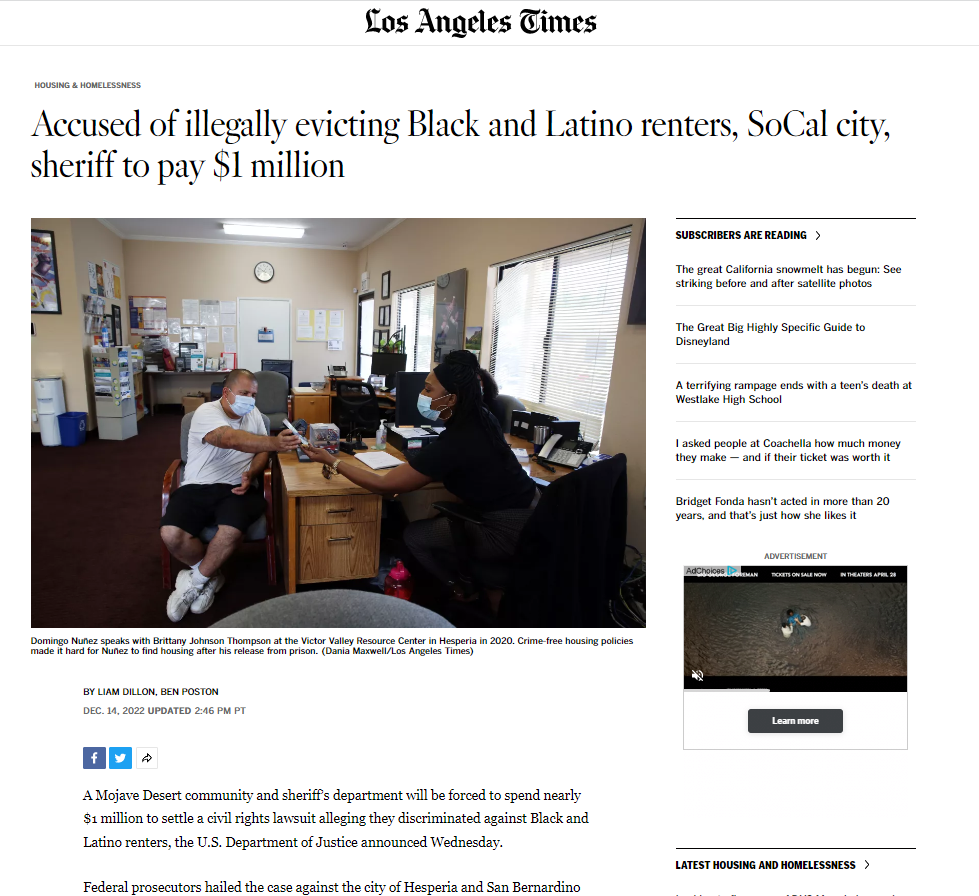 Los Angeles Times
HOUSING & HOMELESSNESS
Accused of illegally evicting Black and Latino renters, SoCal city,
sheriff to pay $1 million
Domingo Nuñez speaks with Brittany Johnson Thompson at the Victor Valley Resource Center in Hesperia in 2020. Crime-free housing policies
made it hard for Nuñez to find housing after his release from prison. (Dania Maxwell/Los Angeles Times)
BY LIAM DILLON, BEN POSTON
DEC. 14, 2022 UPDATED 2:46 PM PT
A Mojave Desert community and sheriff's department will be forced to spend nearly
$1 million to settle a civil rights lawsuit alleging they discriminated against Black and
Latino renters, the U.S. Department of Justice announced Wednesday.
Federal prosecutors hailed the case against the city of Hesperia and San Bernardino
SUBSCRIBERS ARE READING
The great California snowmelt has begun: See
striking before and after satellite photos
The Great Big Highly Specific Guide to
Disneyland
A terrifying rampage ends with a teen's death at
Westlake High School
I asked people at Coachella how much money
they make — and if their ticket was worth it
Bridget Fonda hasn't acted in more than 20
years, and that's just how she likes it
ADVERTISEMENT
AdChoices
TICKETS ON SALE NOW
IN THEATERS APRIL 28
Learn more
LATEST HOUSING AND HOMELESSNESS